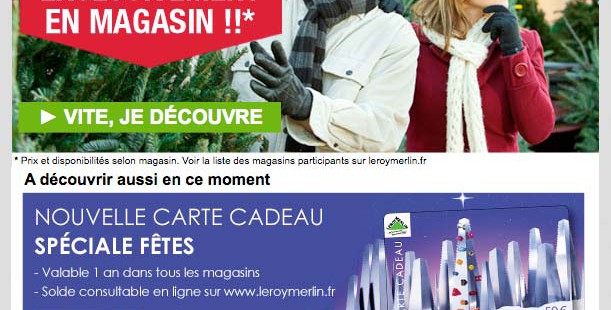 EN MAGASIN !!*
► VITE, JE DÉCOUVRE
* Prix et disponibilités selon magasin. Voir la liste des magasins participants sur leroymerlin.fr
A découvrir aussi en ce moment
NOUVELLE CARTE CADEAU
SPÉCIALE FÊTES
- Valable 1 an dans tous les magasins
- Solde consultable en ligne sur www.leroymerlin.fr
CARTE CADEAU